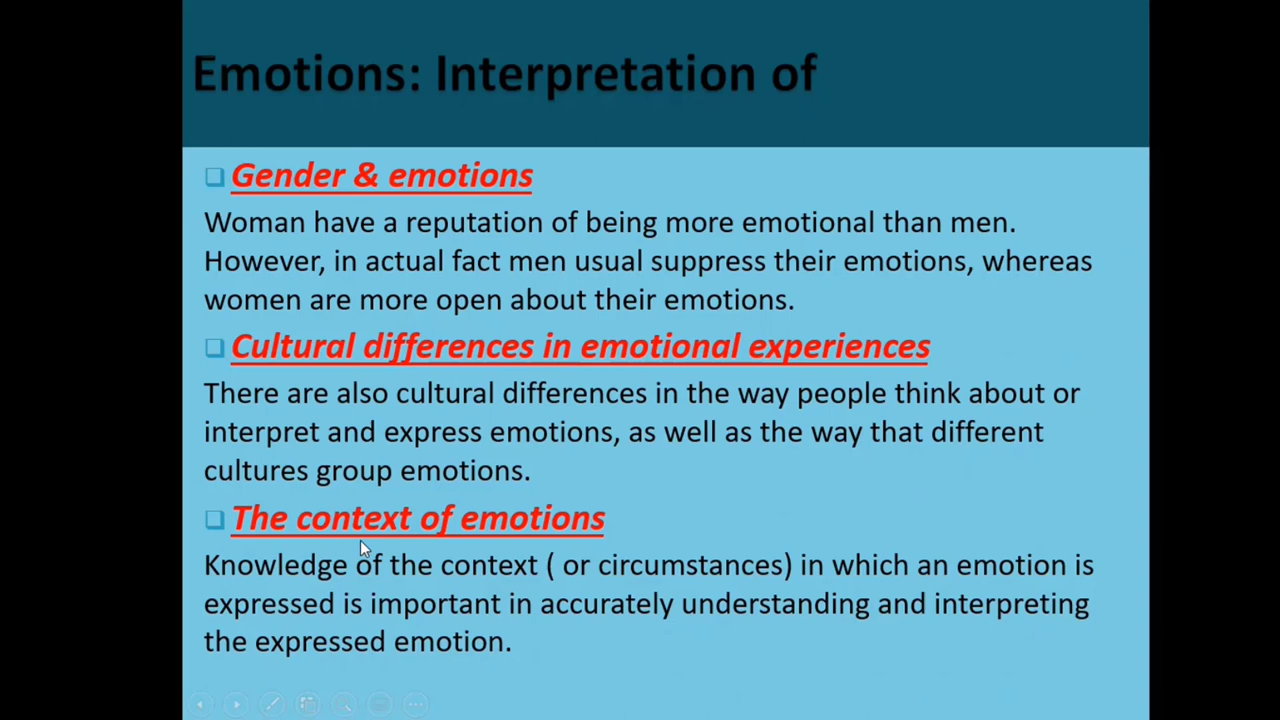 Emotions: Interpretation of
Gender & emotions
Woman have a reputation of being more emotional than men.
However, in actual fact men usual suppress their emotions, whereas
women are more open about their emotions.
Cultural differences in emotional experiences
There are also cultural differences in the way people think about or
interpret and express emotions, as well as the way that different
cultures group emotions.
The context of emotions
Knowledge of the context ( or circumstances) in which an emotion is
expressed is important in accurately understanding and interpreting
the expressed emotion.